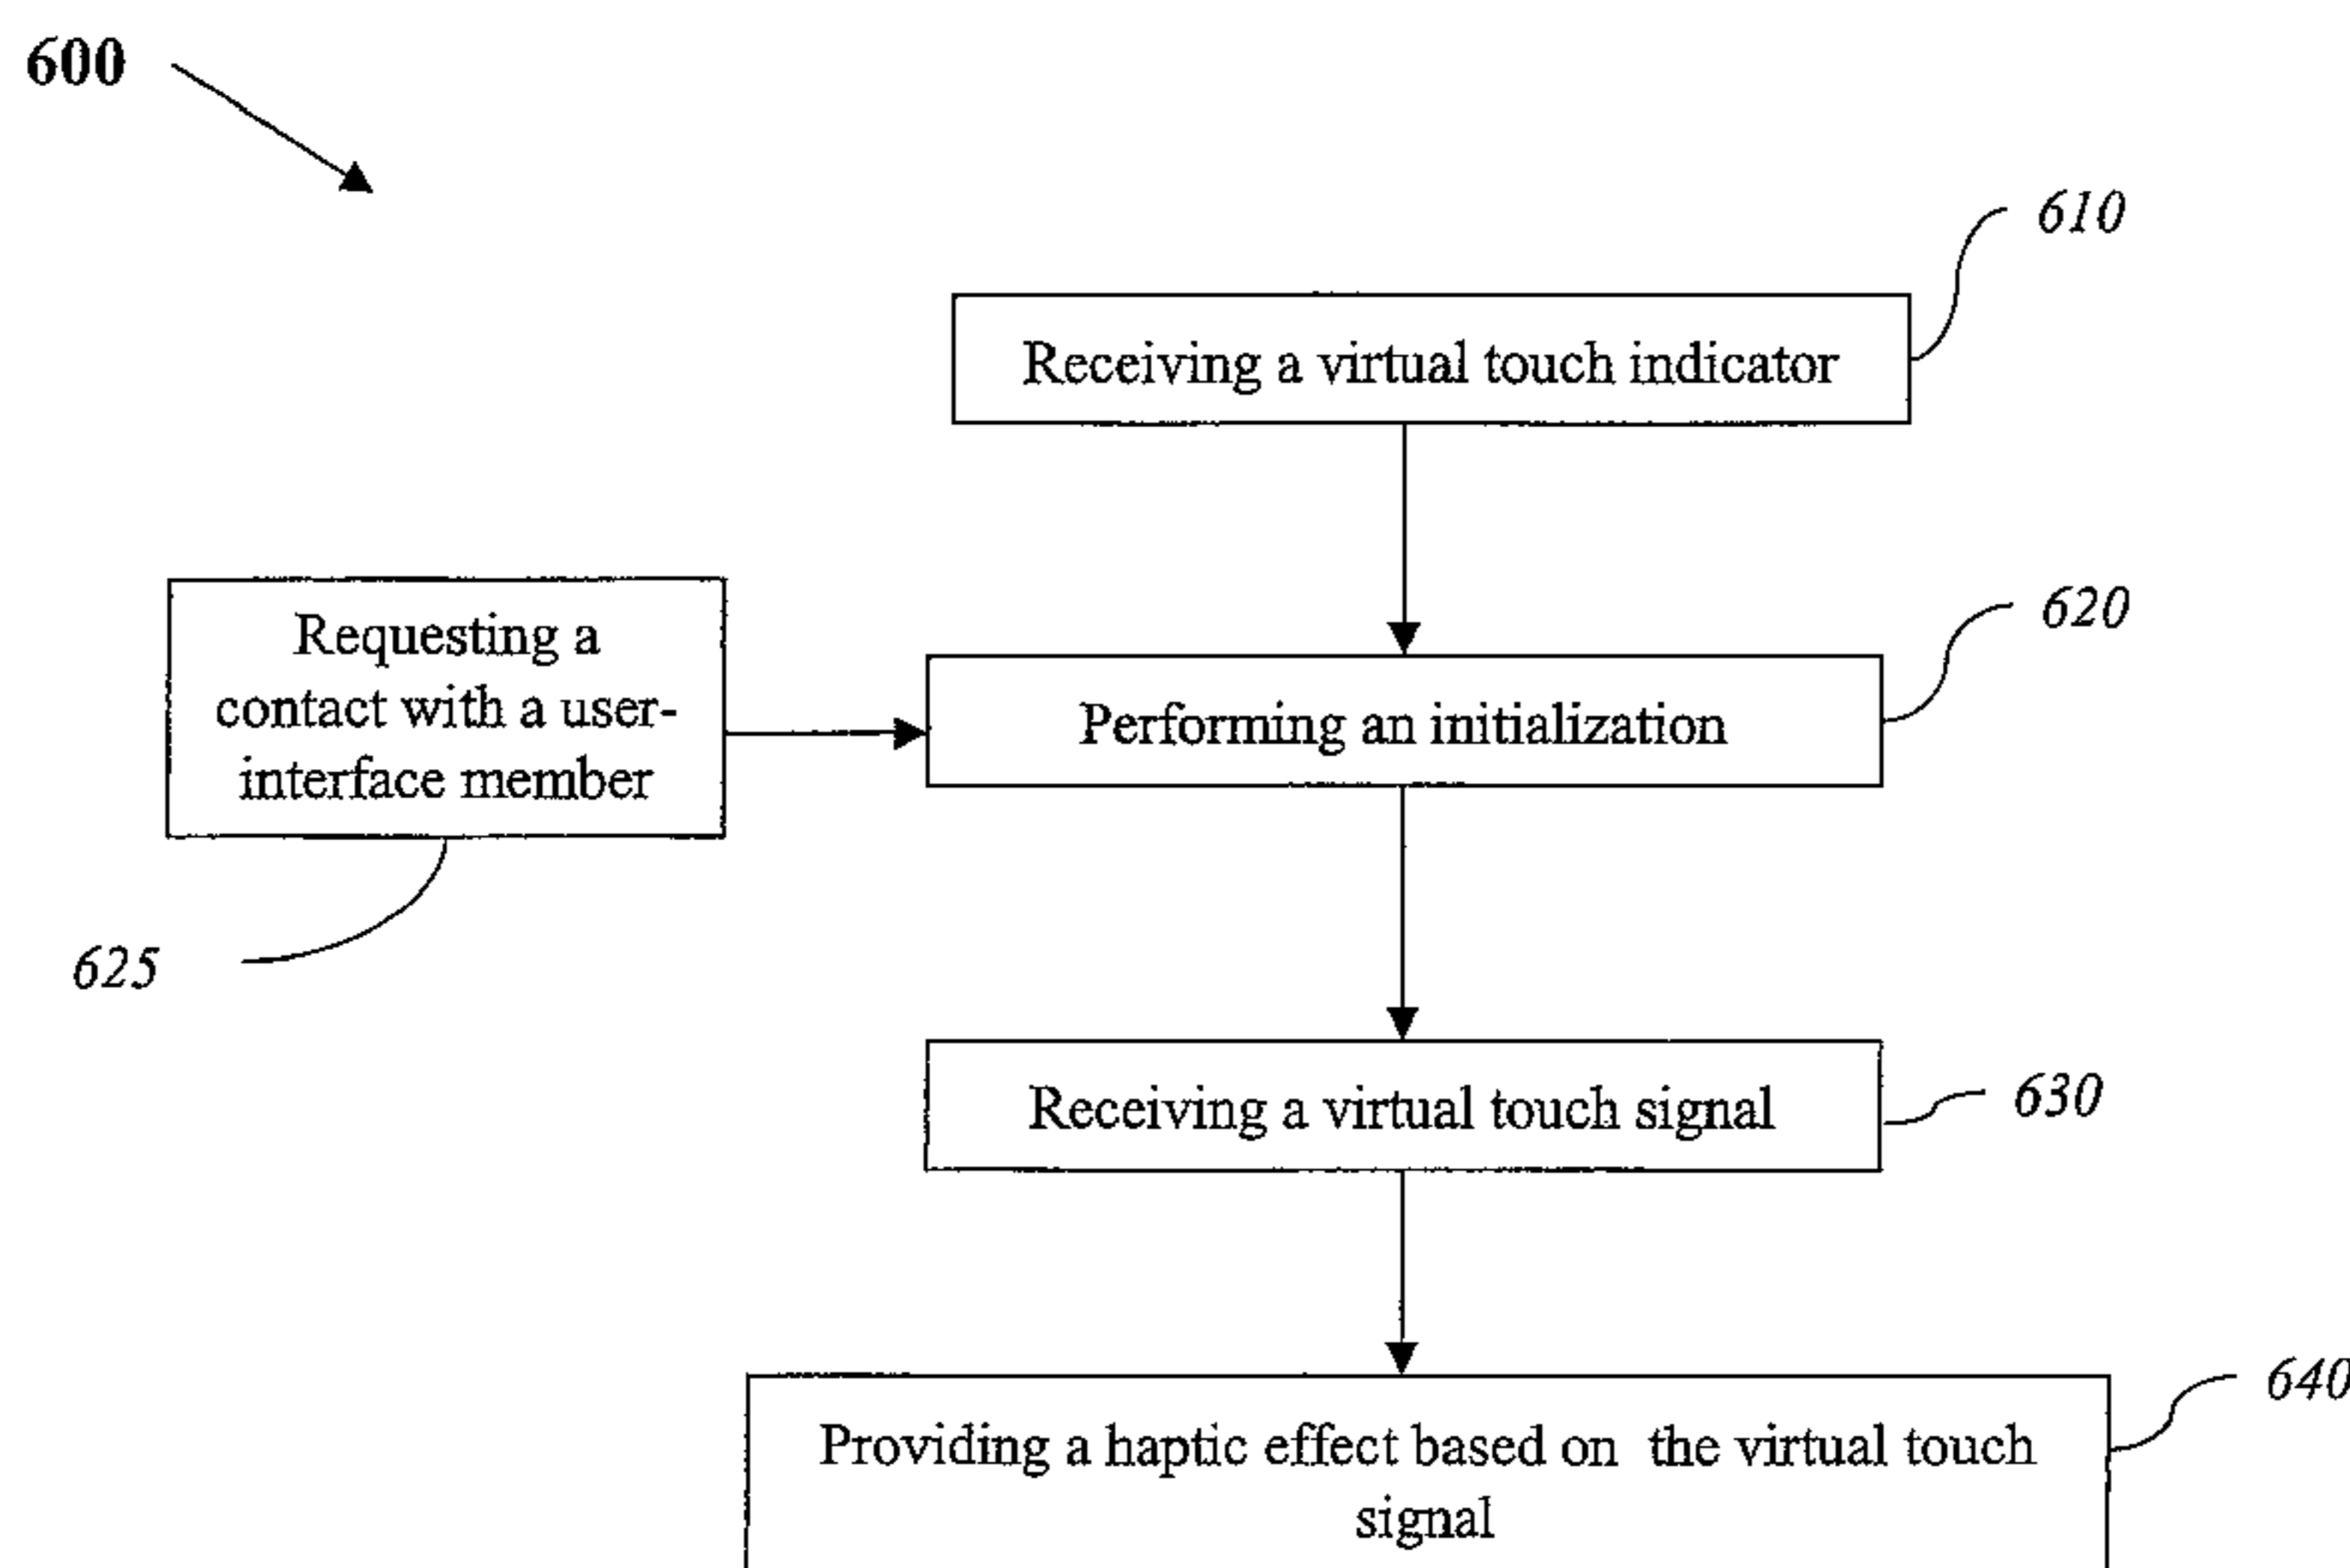 600
610
Receiving a virtual touch indicator
620
Requesting a
contact with a user-
interface member
Performing an initialization
625
630
Receiving a virtual touch signal
640
Providing a haptic effect based on the virtual touch
signal